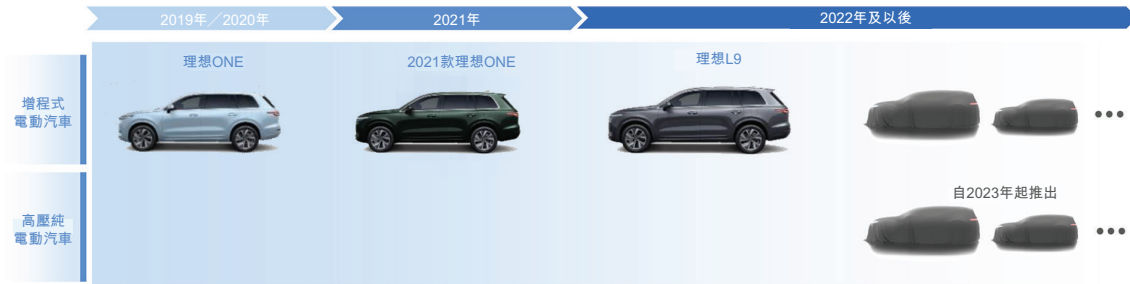 2019年／2020年
2021年
2022年及以後
理想ONE
2021款理想ONE
理想L9
增程式
電動汽車
•••
自2023年起推出
高壓純
電動汽車
•••